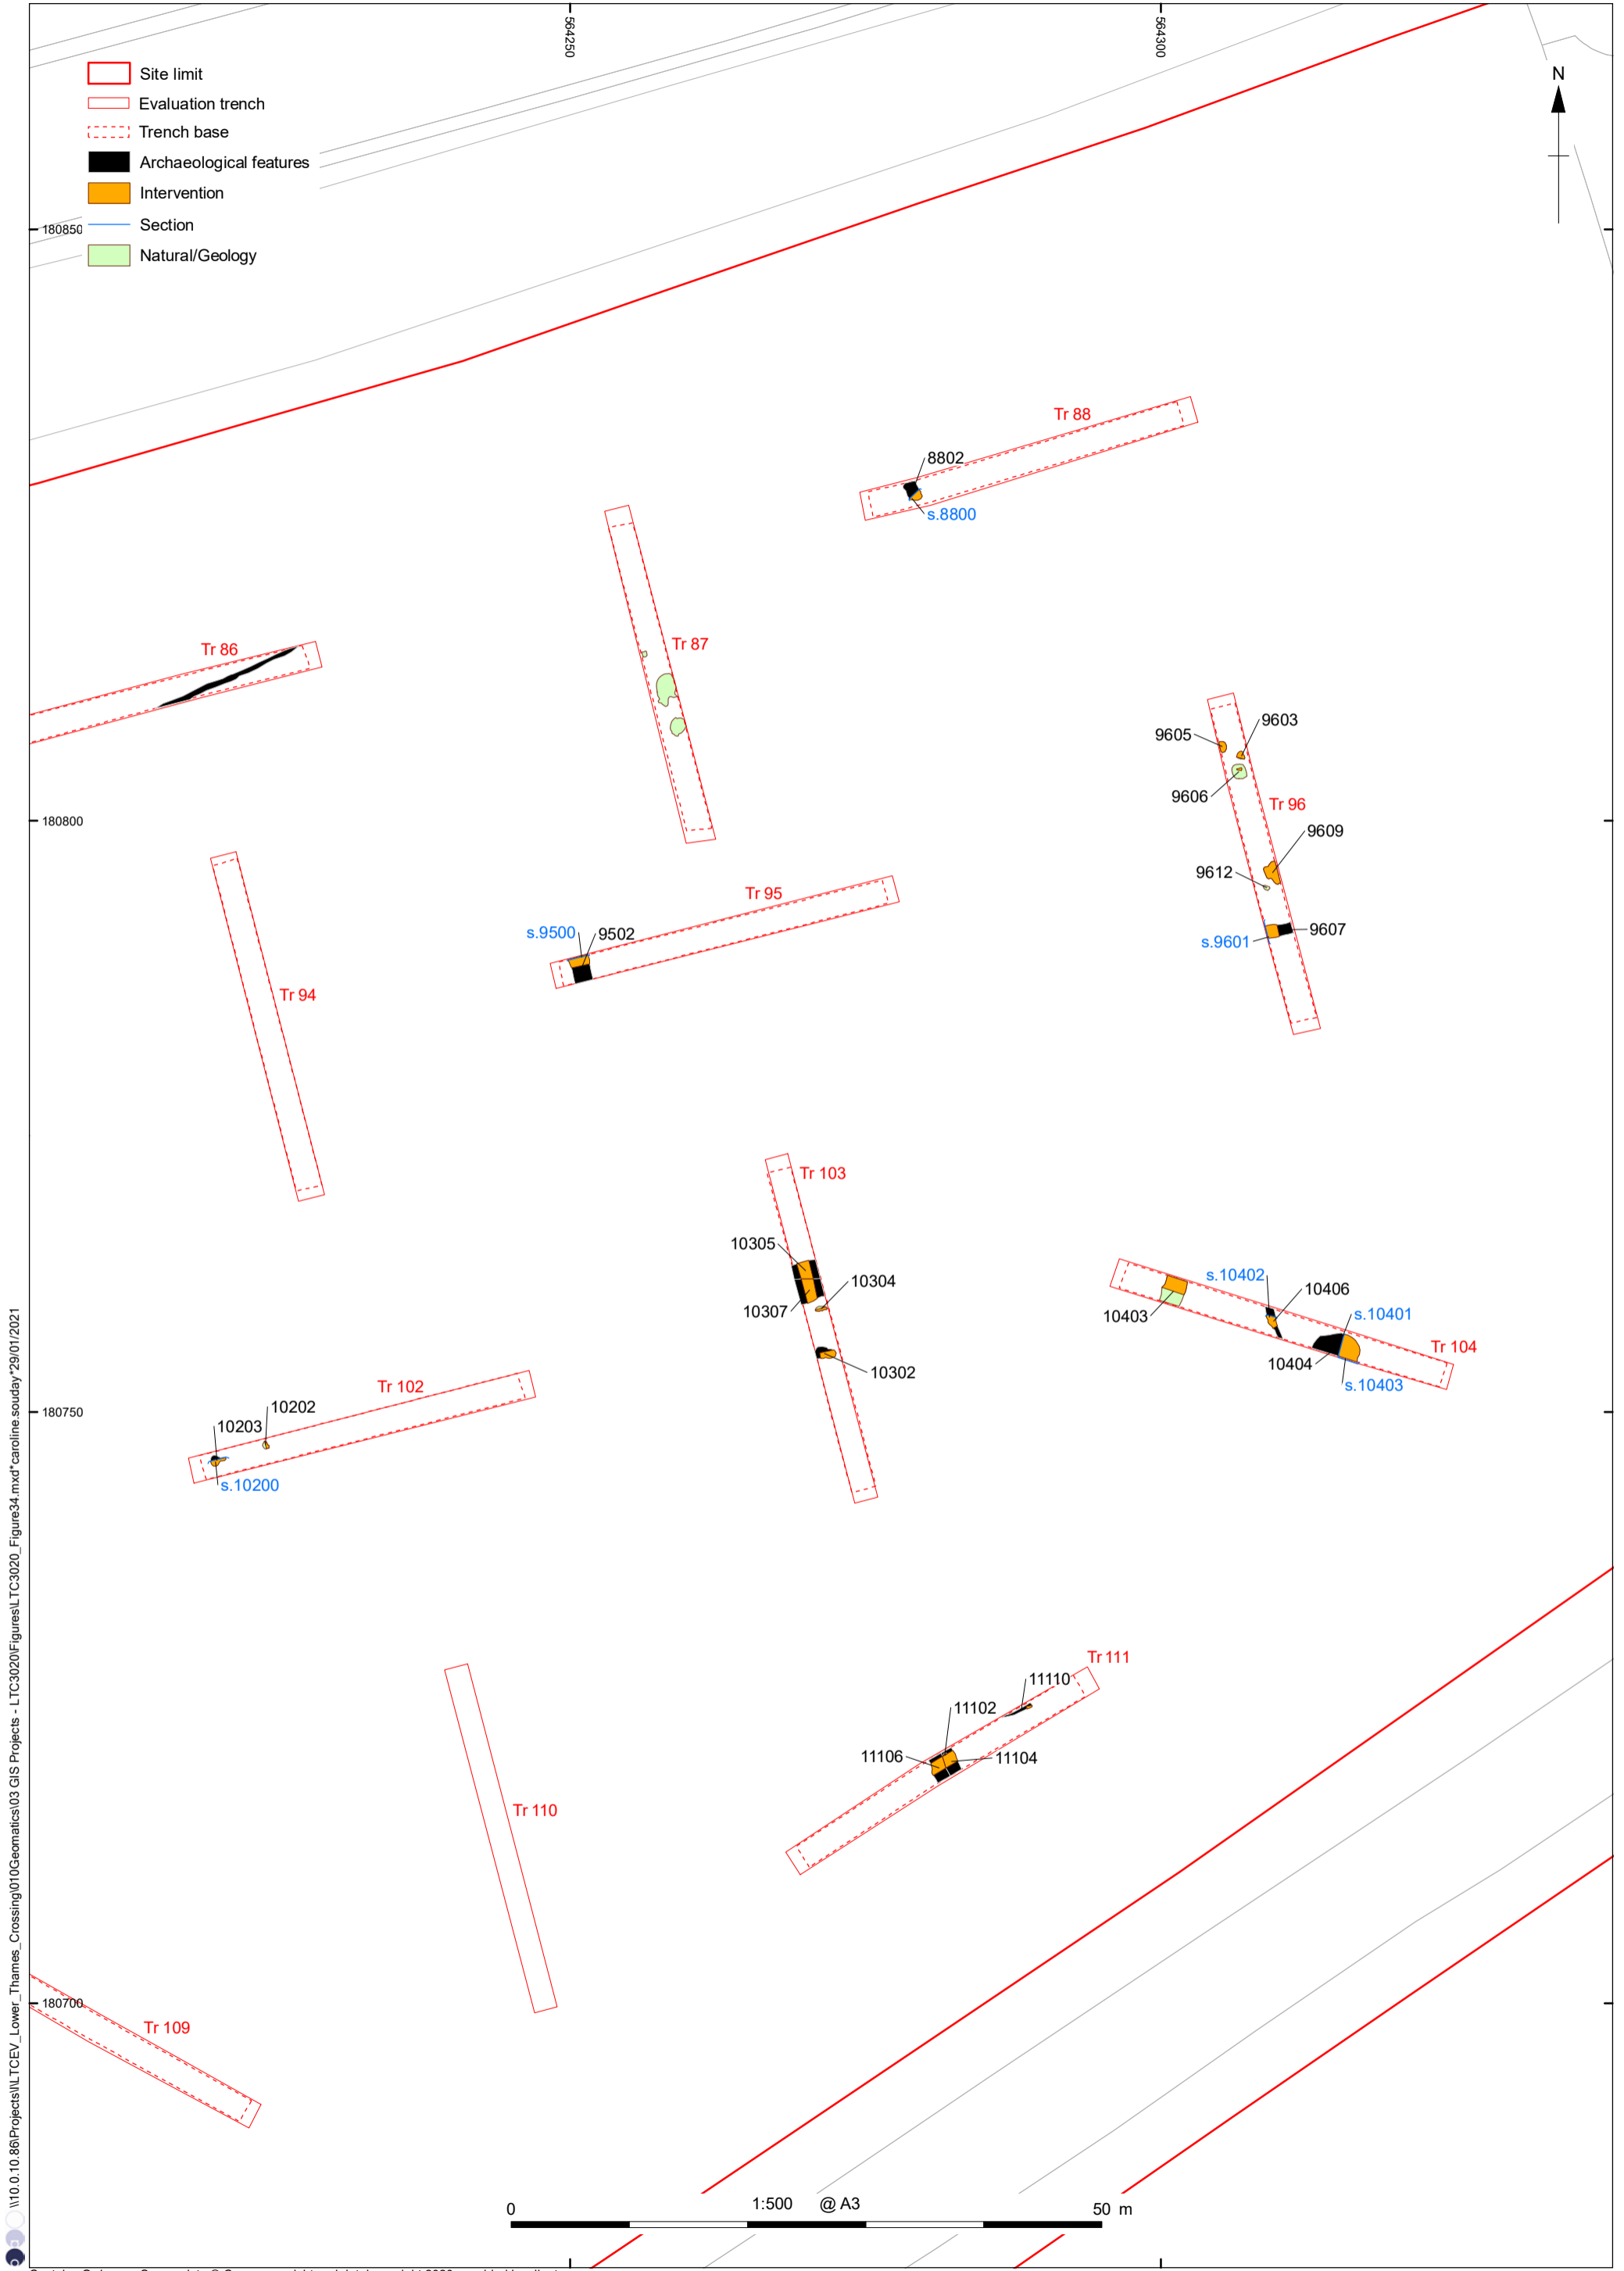 564250
564300
N
Site limit
Evaluation trench
Trench base
Archaeological features
Intervention
Section
Natural/Geology
180850
Tr 88
8802
s.8800
Tr 87
Tr 86
9605
9603
9606
Tr 96
180800
9609
9612
9607
s.9601
Tr 95
s.9500
9502
Tr 94
Tr 103
10305
10304
10307
10302
s.10402
10406
s.10401
10403
10404
Tr 104
s.10403
Tr 102
180750
10202
10203
s.10200
Tr 111
11110
11102
11106
11104
Tr 110
180700
Tr 109
0
1:500 @ A3
50 m
\\10.0.10.86\Projects\LTCEV_Lower_Thames_Crossing\010Geomatics\03 GIS Projects - LTC3020\Figures\LTC3020_Figure34.mxd*caroline.souday*29/01/2021